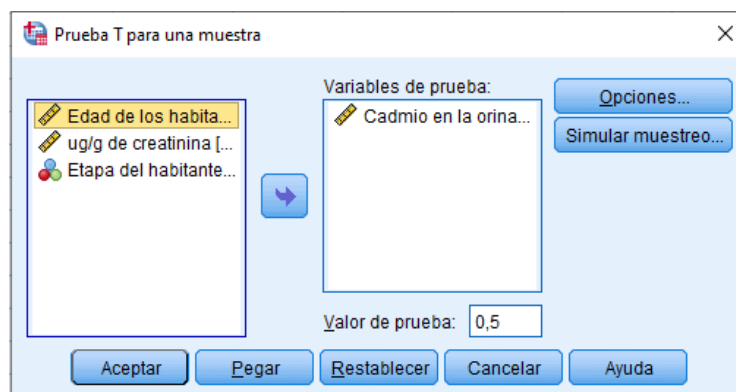 Prueba T para una muestra
Edad de los habita...
ug/g de creatinina [...
Etapa del habitante...
Variables de prueba:
Cadmio en la orina...
Opciones...
Simular muestreo...
Valor de prueba: 0,5
Aceptar Pegar Restablecer Cancelar Ayuda